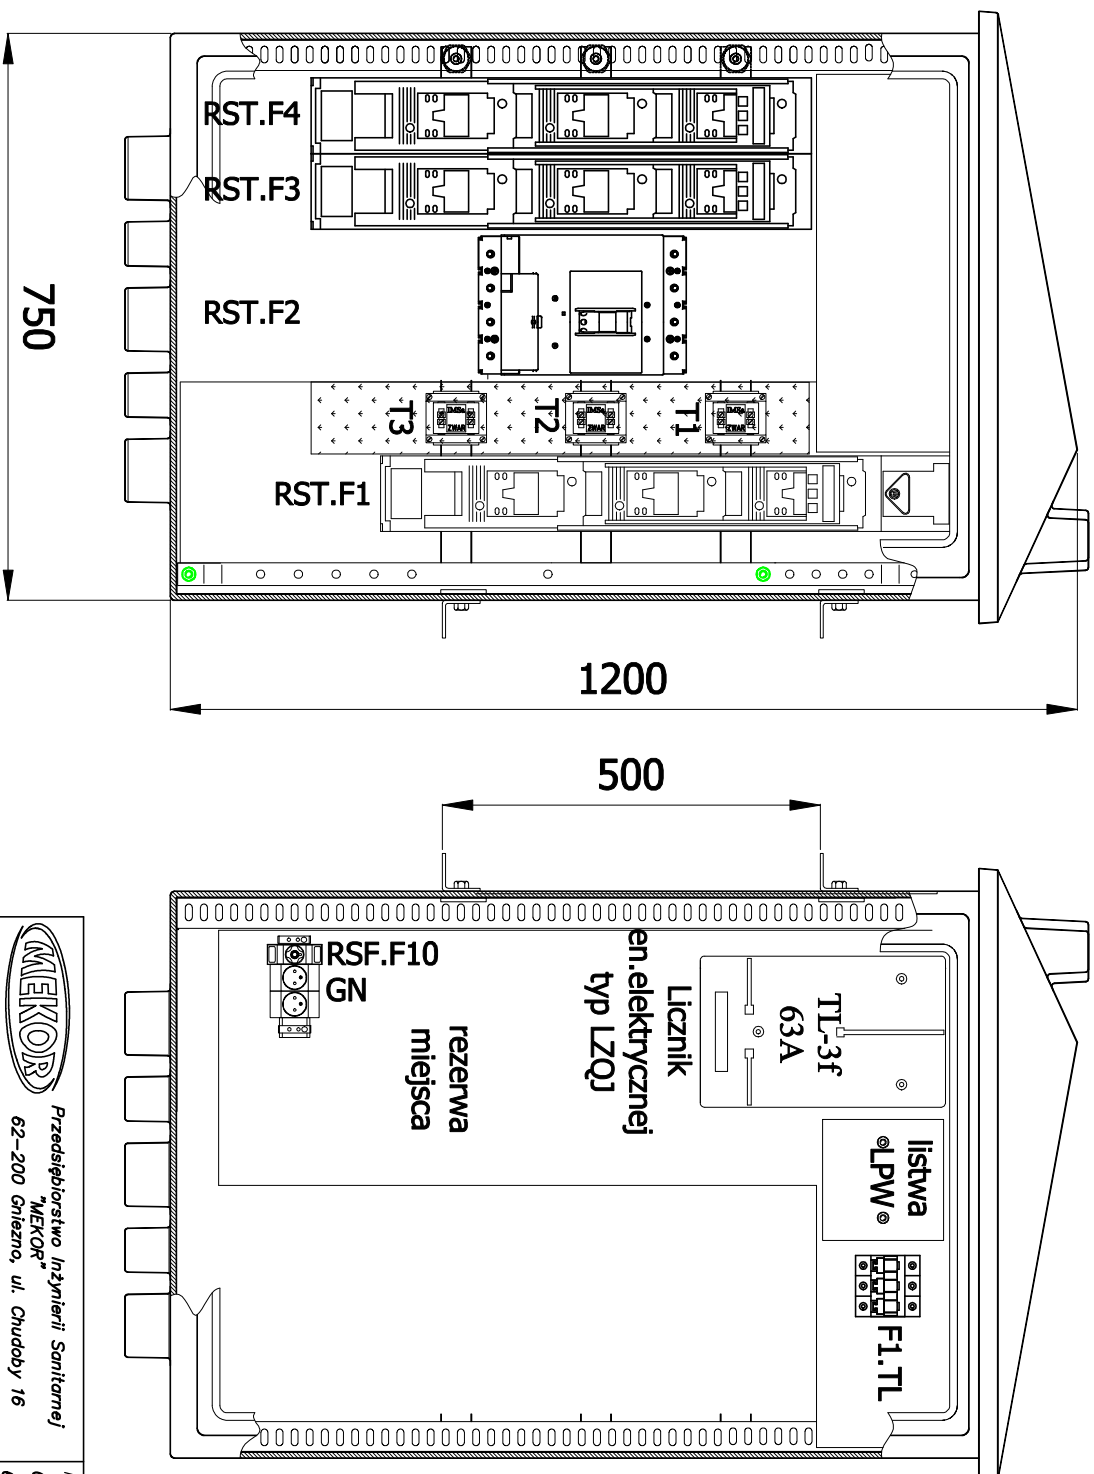 RST.F4
RST.F3
RST.F2
RST.F1
T3
T2
T1
750
1200
500
RSF.F10
GN
rezerwa
miejsca
Licznik
en.elektrycznej
typ LZQJ
TL-3f
63A
listwa
LPW
F1.TL
MEKOR
Przedsiębiorstwo Inżynierii Sanitarnej
"MEKOR"
62-200 Gniezno, ul. Chudoby 16